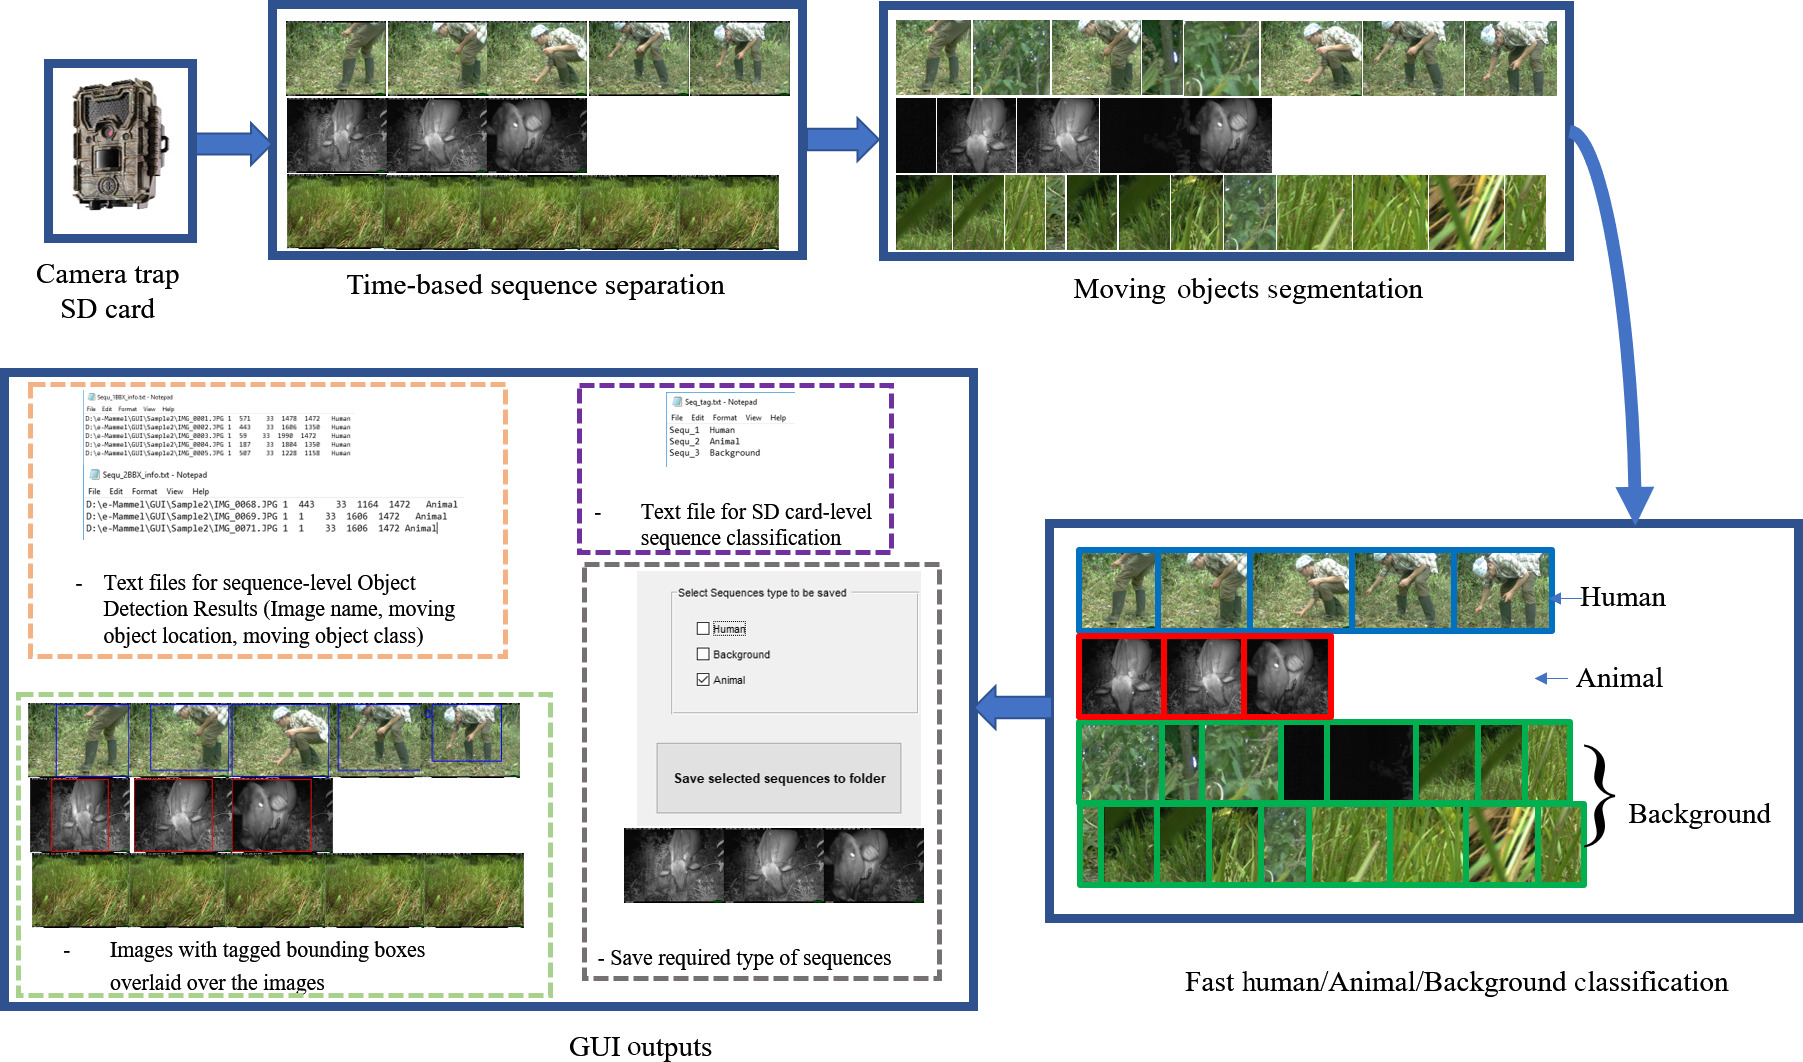 Camera trap
SD card
Time-based sequence separation
Moving objects segmentation
Sequ_1BBX_info.txt - Notepad
File Edit Format View Help
D:\e-Mammel\GUI\Sample2\IMG_0001.JPG 1 571 33 1478 1472 Human
D:\e-Mammel\GUI\Sample2\IMG_0002.JPG 1 443 33 1606 1350 Human
D:\e-Mammel\GUI\Sample2\IMG_0003.JPG 1 59 33 1990 1472 Human
D:\e-Mammel\GUI\Sample2\IMG_0004.JPG 1 187 33 1804 1350 Human
D:\e-Mammel\GUI\Sample2\IMG_0005.JPG 1 507 33 1228 1158 Human
Sequ_2BBX_info.txt - Notepad
File Edit Format View Help
D:\e-Mammel\GUI\Sample2\IMG_0068.JPG 1 443 33 1164 1472 Animal
D:\e-Mammel\GUI\Sample2\IMG_0069.JPG 1 1 33 1606 1472 Animal
D:\e-Mammel\GUI\Sample2\IMG_0071.JPG 1 1 33 1606 1472 Animal
- Text files for sequence-level Object
Detection Results (Image name, moving
object location, moving object class)
Seq_tag.txt - Notepad
File Edit Format View Help
Sequ_1 Human
Sequ_2 Animal
Sequ_3 Background
- Text file for SD card-level
sequence classification
Select Sequences type to be saved
Human
Background
Animal
Save selected sequences to folder
- Save required type of sequences
- Images with tagged bounding boxes
overlaid over the images
GUI outputs
Human
Animal
Background
Fast human/Animal/Background classification